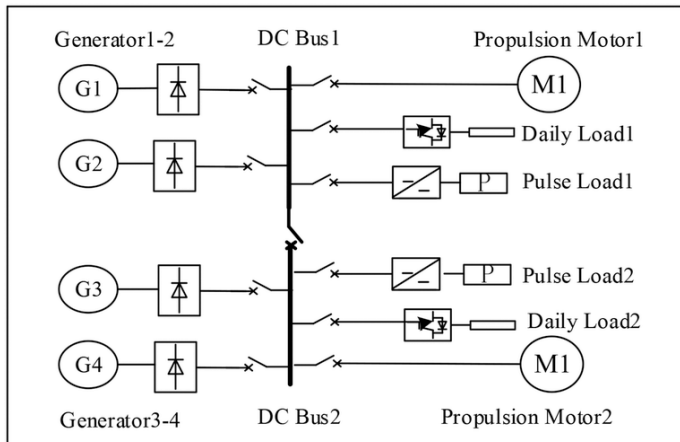 Generator1-2 DC Bus1 Propulsion Motor1
G1 M1
Daily Load1
G2 P Pulse Load1
G3 P Pulse Load2
Daily Load2
G4 M1
Generator3-4 DC Bus2 Propulsion Motor2